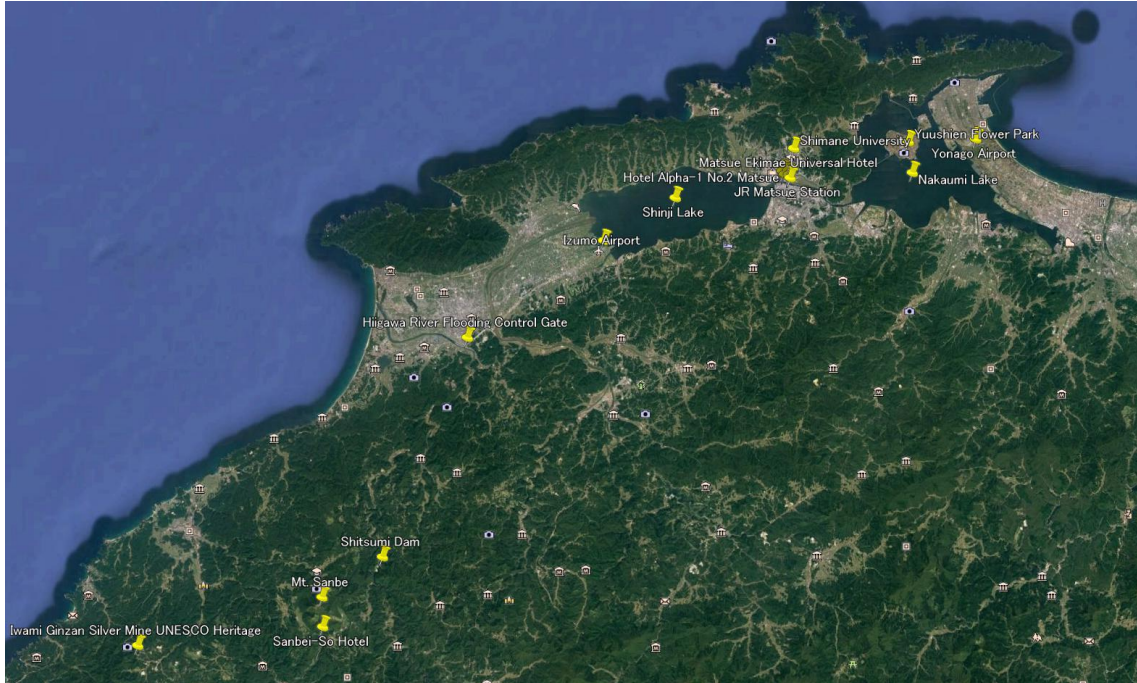 Shimane University
Yuushien Flower Park
Yonago Airport
Matsue Ekimae Universal Hotel
Hotel Alpha-1 No.2 Matsue
JR Matsue Station
Nakaumi Lake
Shinji Lake
Izumo Airport
Hiigawa River Flooding Control Gate
Shitsumi Dam
Mt. Sanbe
Iwami Ginzan Silver Mine UNESCO Heritage
Sanbei-So Hotel